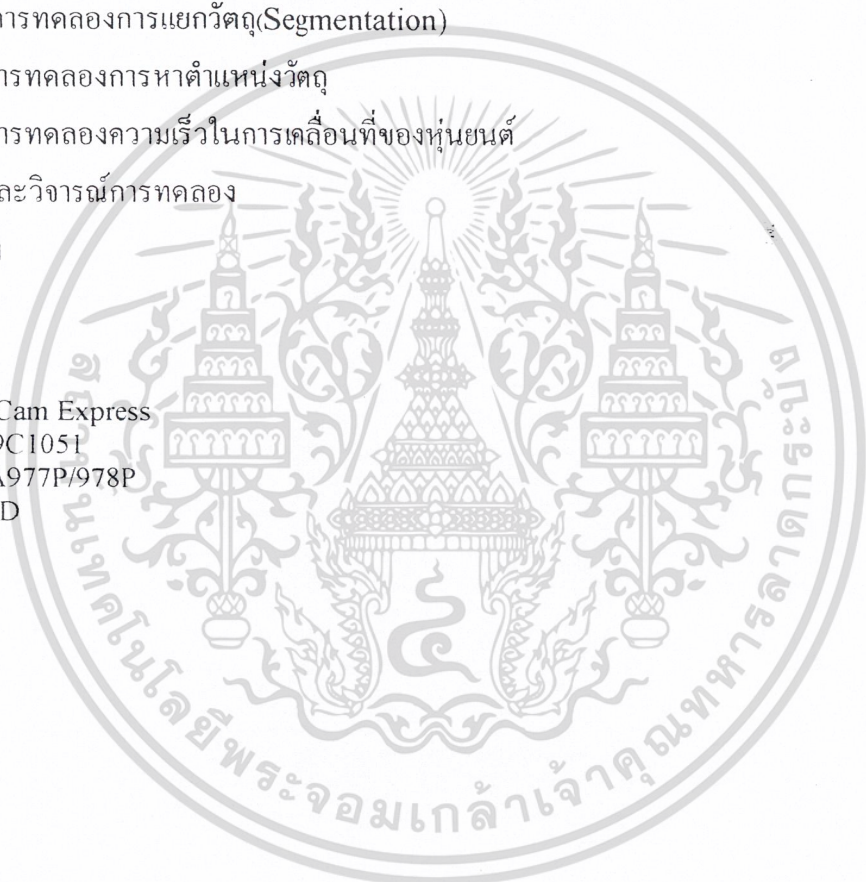 การทดลองการแยกวัตถุ(Segmentation)
การทดลองการหาตำแหน่งวัตถุ
การทดลองความเร็วในการเคลื่อนที่ของหุ่นยนต์
และวิจารณ์การทดลอง
Cam Express
9C1051
A977P/978P
D
สถาบันเทคโนโลยีพระจอมเกล้าเจ้าคุณทหารลาดกระบัง